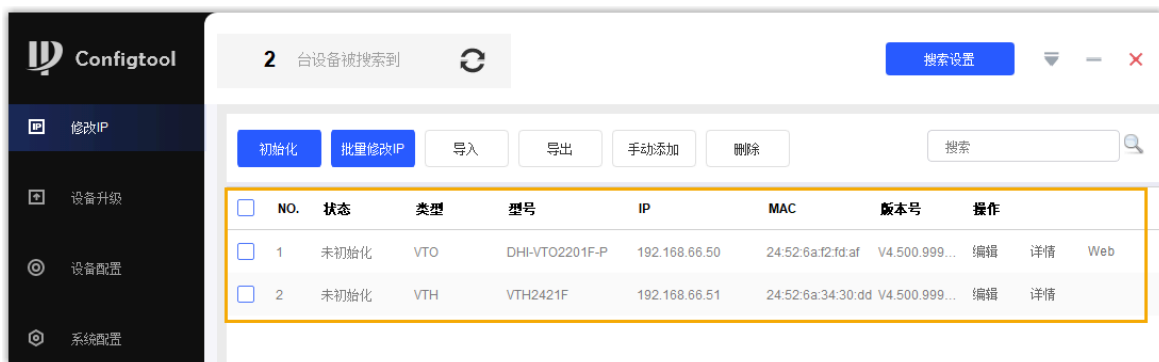 Configtool
2 台设备被搜索到
搜索设置
修改IP
初始化 批量修改IP 导入 导出 手动添加 删除 搜索
设备升级
NO. 状态 类型 型号 IP MAC 版本号 操作
1 未初始化 VTO DHI-VTO2201F-P 192.168.66.50 24:52:6a:f2:fd:af V4.500.999... 编辑 详情 Web
设备配置
2 未初始化 VTH VTH2421F 192.168.66.51 24:52:6a:34:30:dd V4.500.999... 编辑 详情
系统配置